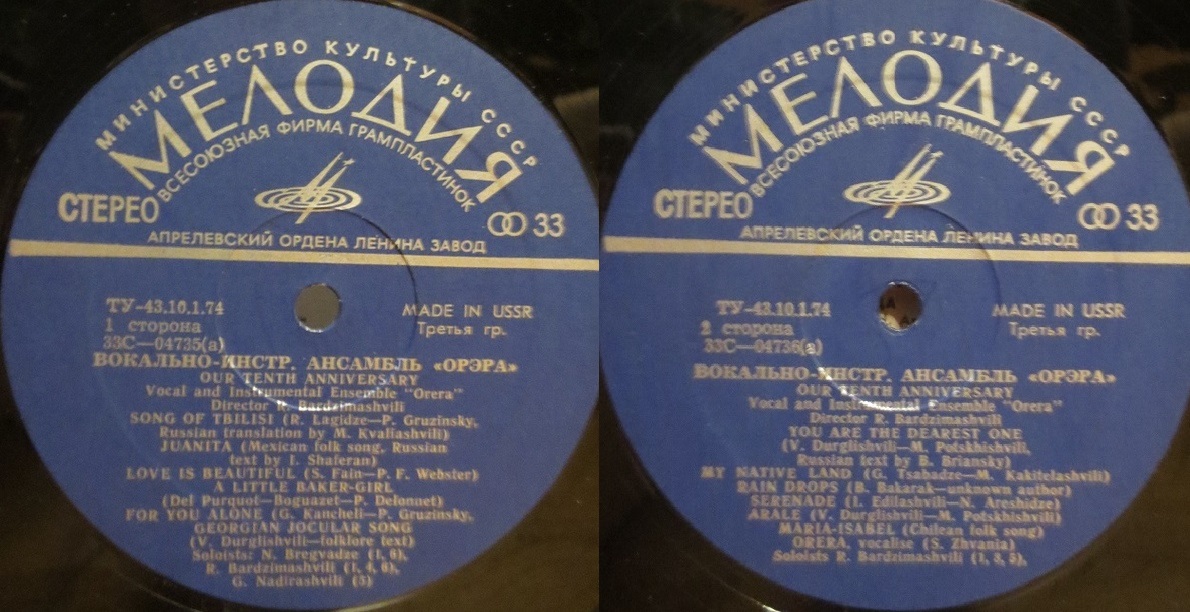 МИНИСТЕРСТВО КУЛЬТУРЫ СССР
МЕЛОДИЯ
ВСЕСОЮЗНАЯ ФИРМА ГРАМПЛАСТИНОК
СТЕРЕО
33
АПРЕЛЕВСКИЙ ОРДЕНА ЛЕНИНА ЗАВОД
ТУ—43.10.1.74
MADE IN USSR
1 сторона
Третья гр.
33С—04735(а)
ВОКАЛЬНО-ИНСТР. АНСАМБЛЬ «ОРЭРА»
OUR TENTH ANNIVERSARY
Vocal and Instrumental Ensemble "Orera"
Director R. Bardzimashvili
SONG OF TBILISI (R. Lagidze—P. Gruzinsky,
Russian translation by M. Kvaliashvili)
JUANITA (Mexican folk song, Russian
text by I. Shaferan)
LOVE IS BEAUTIFUL (S. Fain—P. F. Webster)
A LITTLE BAKER-GIRL
(Del Purquot—Boguazet—P. Delonnet)
FOR YOU ALONE (G. Kancheli—P. Gruzinsky,
GEORGIAN JOCULAR SONG
(V. Durglishvili—folklore text)
Soloists: N. Bregvadze (1, 6),
R. Bardzimashvili (1, 4, 6),
G. Nadirashvili (3)
МИНИСТЕРСТВО КУЛЬТУРЫ СССР
МЕЛОДИЯ
ВСЕСОЮЗНАЯ ФИРМА ГРАМПЛАСТИНОК
СТЕРЕО
33
АПРЕЛЕВСКИЙ ОРДЕНА ЛЕНИНА ЗАВОД
ТУ—43.10.1.74
MADE IN USSR
2 сторона
Третья гр.
33С—04736(а)
ВОКАЛЬНО-ИНСТР. АНСАМБЛЬ «ОРЭРА»
OUR TENTH ANNIVERSARY
Vocal and Instrumental Ensemble "Orera"
Director R. Bardzimashvili
YOU ARE THE DEAREST ONE
(V. Durglishvili—M. Potskhishvili,
Russian text by B. Briansky)
MY NATIVE LAND (G. Tsabadze—M. Kakitelashvili)
RAIN DROPS (B. Bakarak—unknown author)
SERENADE (I. Edilashvili—N. Areshidze)
ARALE (V. Durglishvili—M. Potskhishvili)
MARIA-ISABEL (Chilean folk song)
ORERA, vocalise (S. Zhvania)
Soloists R. Bardzimashvili (1, 3, 5),